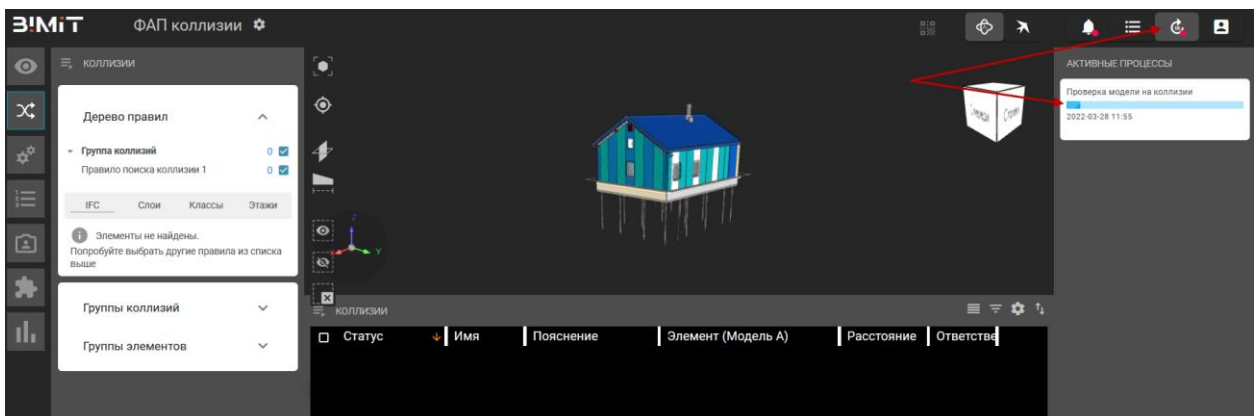 B!MiT
ФАП коллизии
КОЛЛИЗИИ
Дерево правил
Группа коллизий 0
Правило поиска коллизии 1 0
IFC Слои Классы Этажи
Элементы не найдены.
Попробуйте выбрать другие правила из списка
выше
Группы коллизий
Группы элементов
Z
X
Y
КОЛЛИЗИИ
Статус Имя Пояснение Элемент (Модель A) Расстояние Ответстве
АКТИВНЫЕ ПРОЦЕССЫ
Проверка модели на коллизии
2022-03-28 11:55